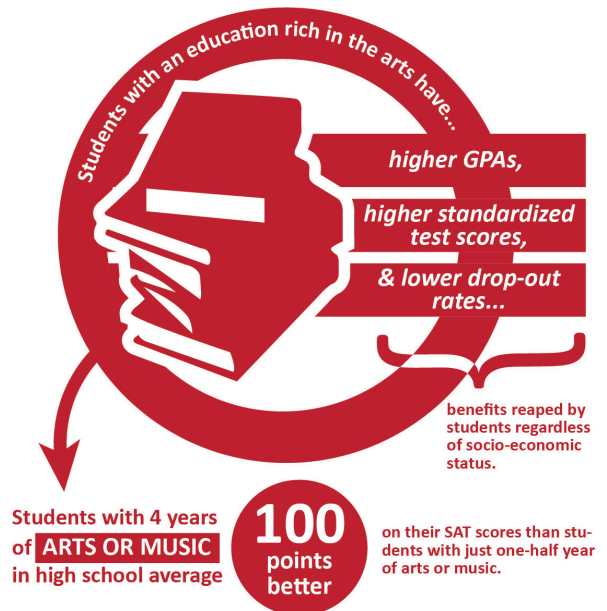 Students with an education rich in the arts have...
higher GPAs,
higher standardized
test scores,
& lower drop-out
rates...
benefits reaped by
students regardless
of socio-economic
status.
Students with 4 years
of ARTS OR MUSIC
in high school average
100
points
better
on their SAT scores than stu-
dents with just one-half year
of arts or music.